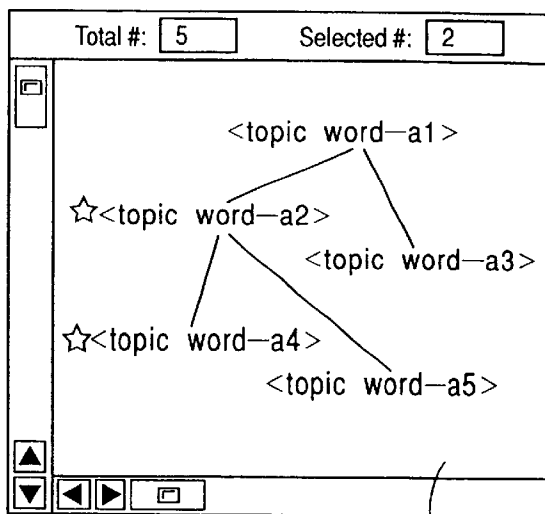 Total #: 5 Selected #: 2
<topic word—a1>
☆<topic word—a2>
<topic word—a3>
☆<topic word—a4>
<topic word—a5>